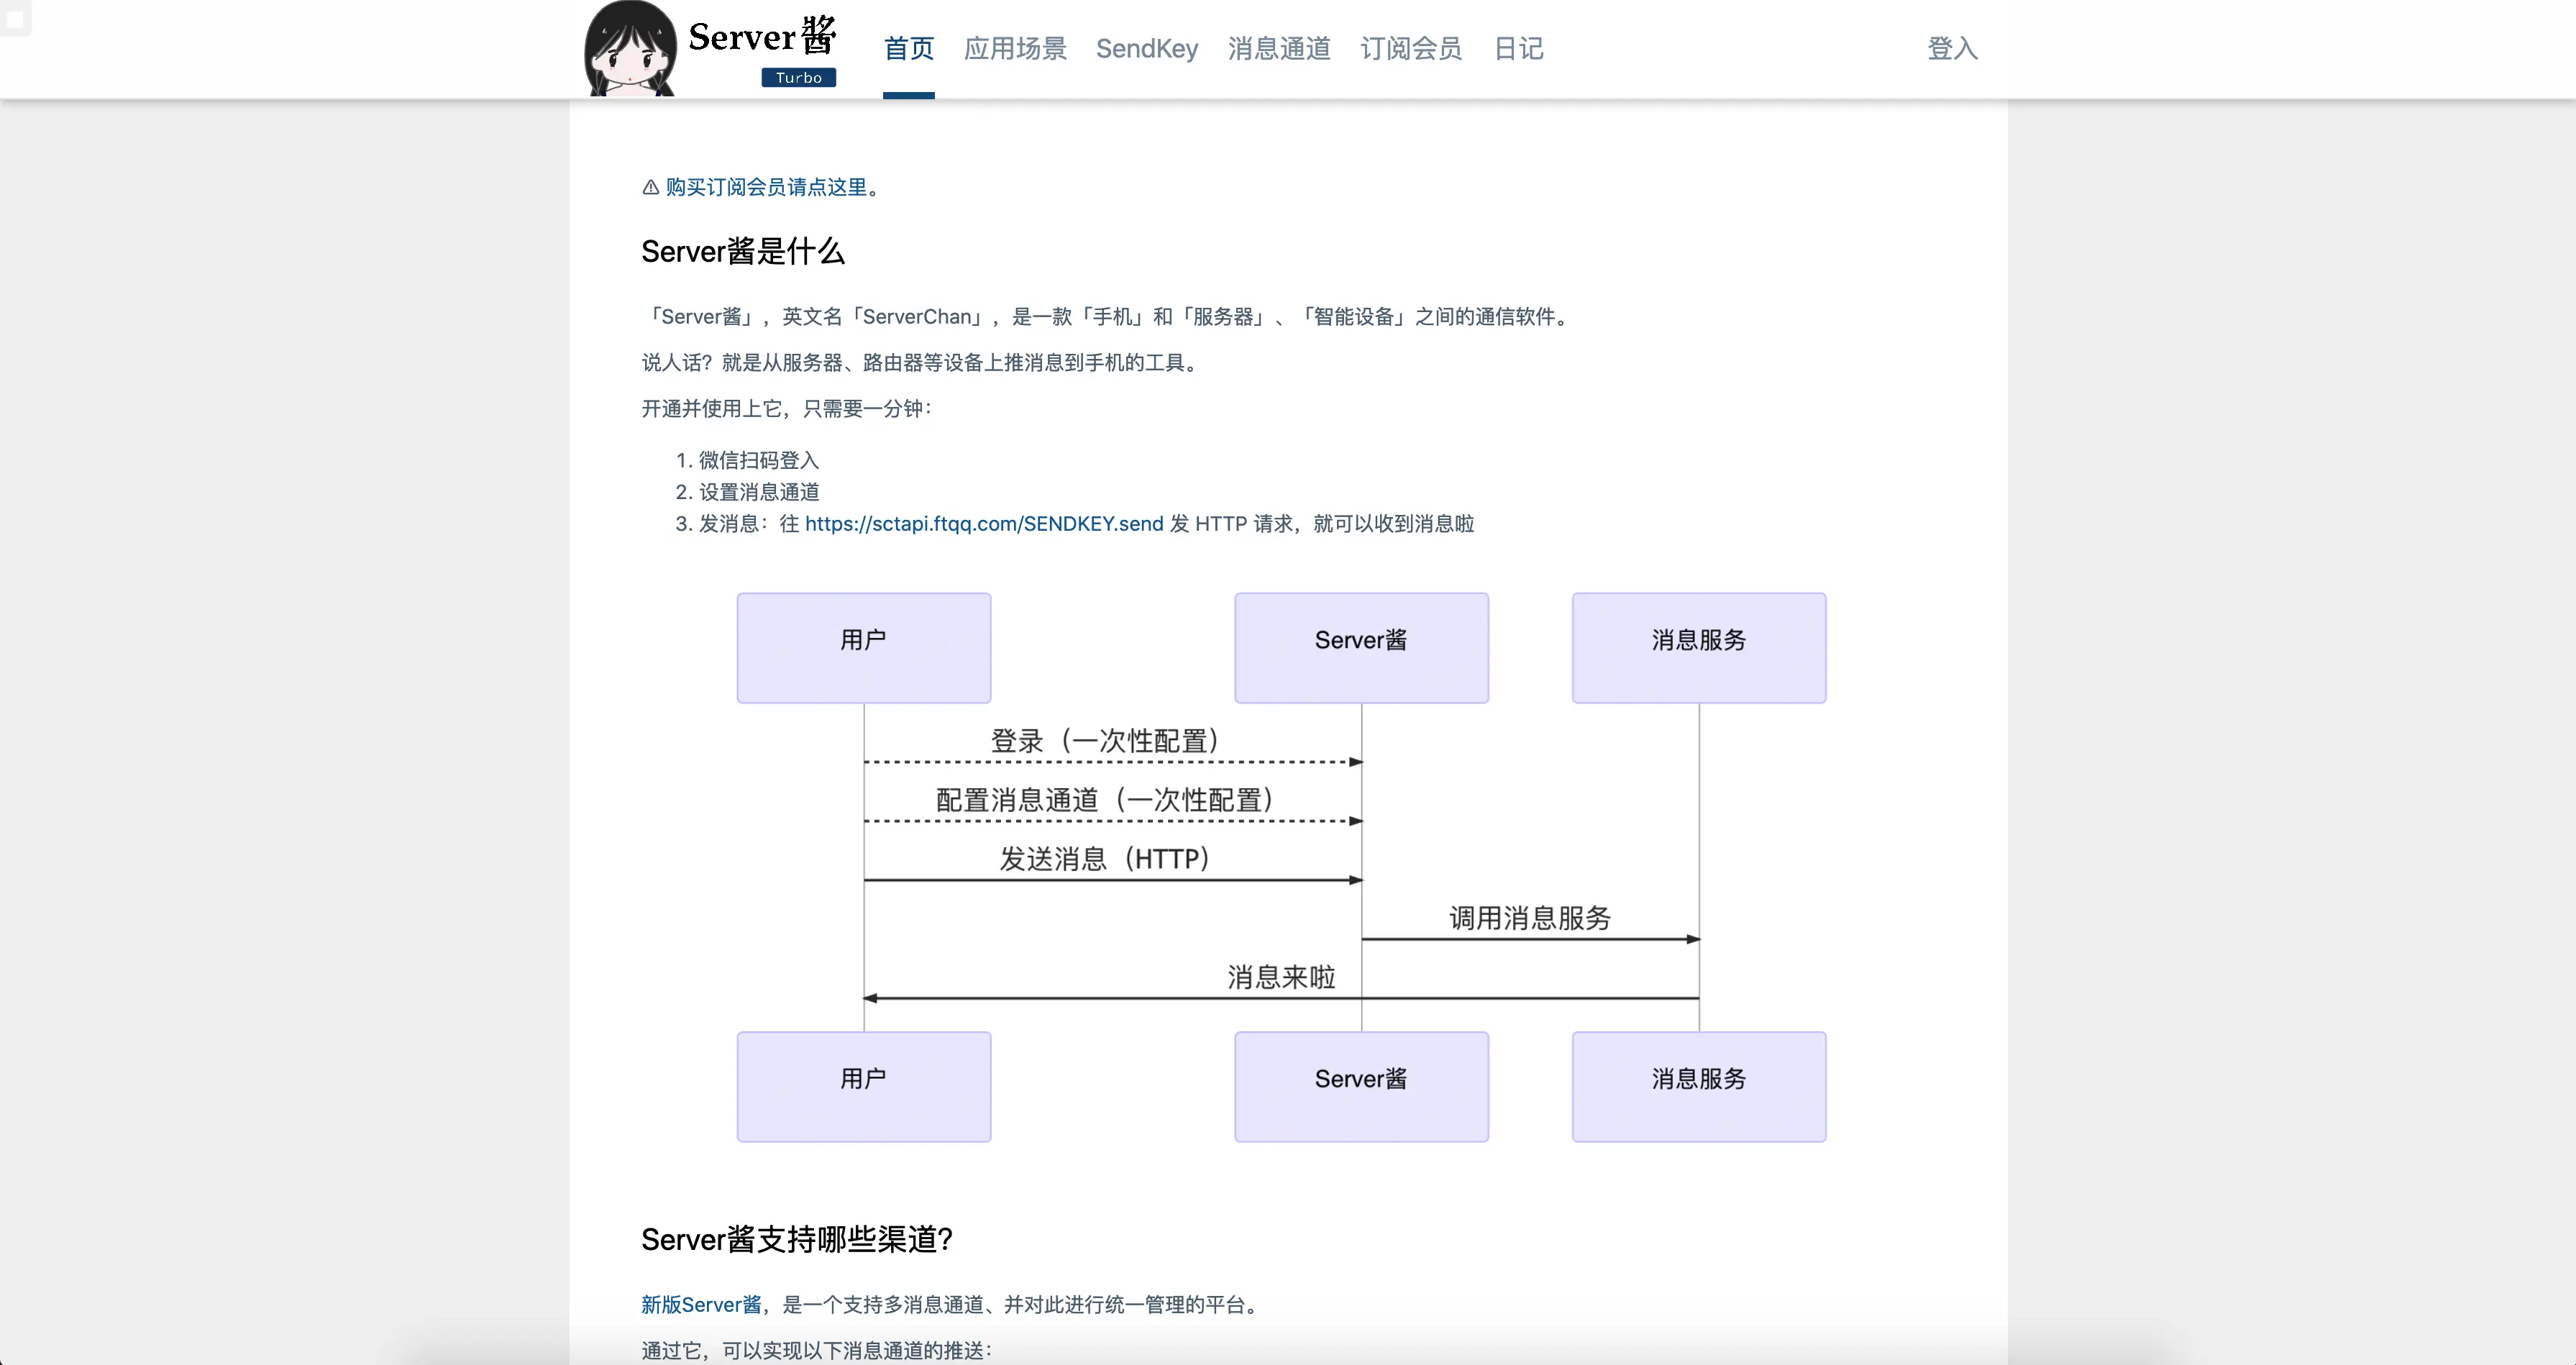 Server酱
Turbo
首页 应用场景 SendKey 消息通道 订阅会员 日记 登入
⚠ 购买订阅会员请点这里。
Server酱是什么
「Server酱」，英文名「ServerChan」，是一款「手机」和「服务器」、「智能设备」之间的通信软件。
说人话？就是从服务器、路由器等设备上推消息到手机的工具。
开通并使用上它，只需要一分钟：
1. 微信扫码登入
2. 设置消息通道
3. 发消息：往 https://sctapi.ftqq.com/SENDKEY.send 发 HTTP 请求，就可以收到消息啦
用户 Server酱 消息服务
登录（一次性配置）
配置消息通道（一次性配置）
发送消息（HTTP）
调用消息服务
消息来啦
用户 Server酱 消息服务
Server酱支持哪些渠道？
新版Server酱，是一个支持多消息通道、并对此进行统一管理的平台。
通过它，可以实现以下消息通道的推送：